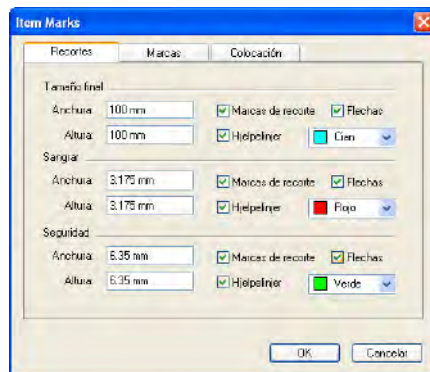 Item Marks
Recortes Marcas Colocación
Tamaño final
Anchura: 100 mm Marcas de recorte Flechas
Altura: 100 mm Hjelpelinjer Cian
Sangrar
Anchura: 3.175 mm Marcas de recorte Flechas
Altura: 3.175 mm Hjelpelinjer Rojo
Seguridad
Anchura: 6.35 mm Marcas de recorte Flechas
Altura: 6.35 mm Hjelpelinjer Verde
OK Cancelar